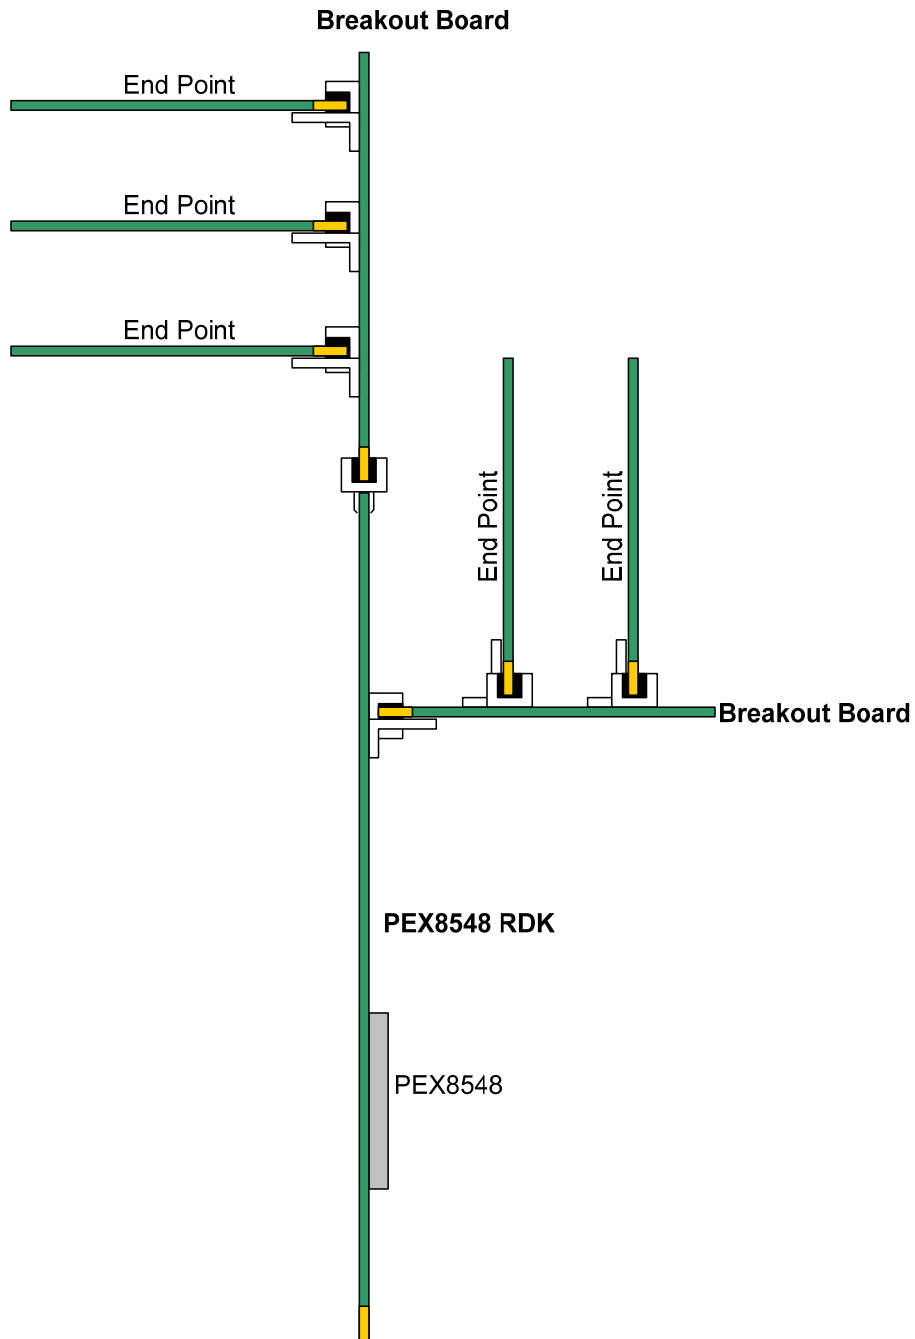 Breakout Board
End Point
End Point
End Point
End Point
End Point
Breakout Board
PEX8548 RDK
PEX8548